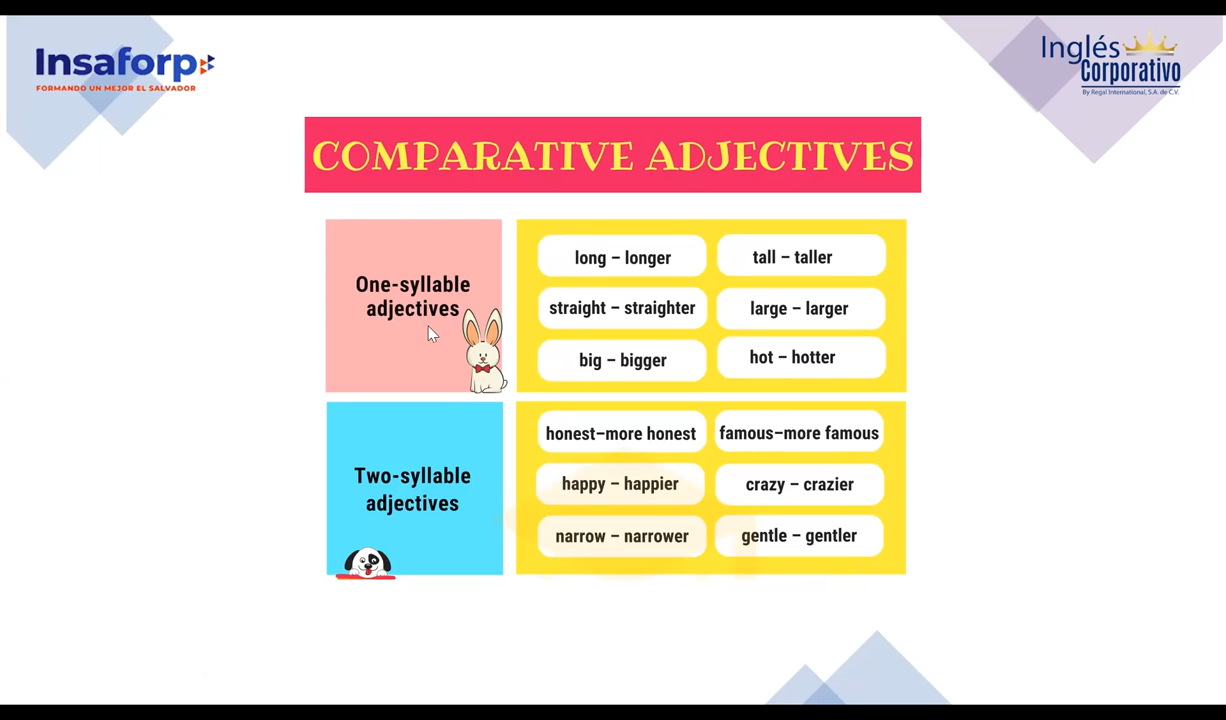 Insaforp
FORMANDO UN MEJOR EL SALVADOR
Inglés
Corporativo
By Regal International, S.A. de C.V.
COMPARATIVE ADJECTIVES
One-syllable
adjectives
long – longer
tall – taller
straight – straighter
large – larger
big – bigger
hot – hotter
Two-syllable
adjectives
honest–more honest
famous–more famous
happy – happier
crazy – crazier
narrow – narrower
gentle – gentler